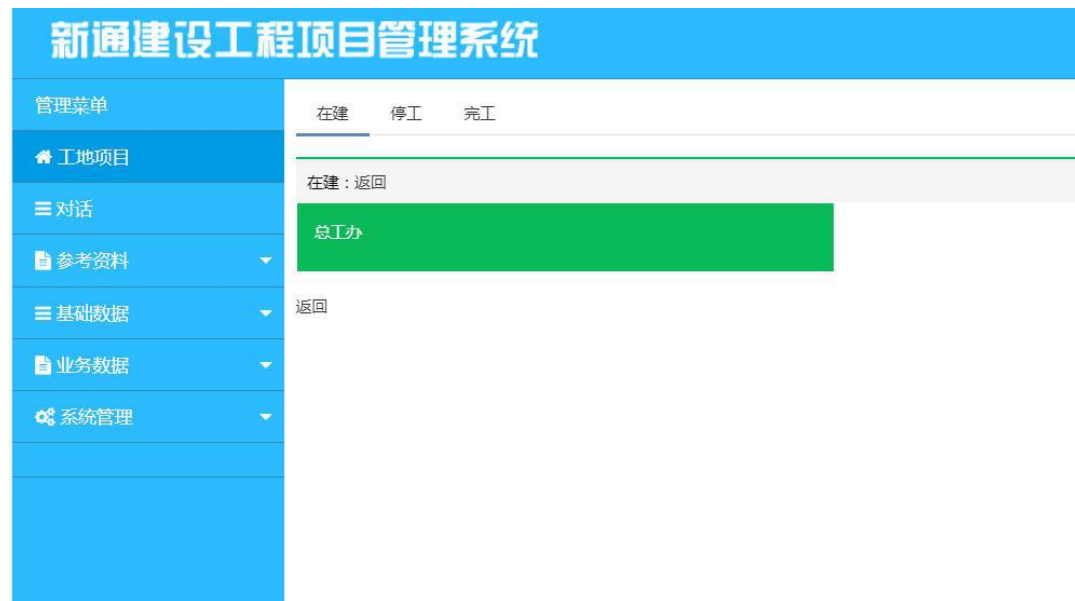 新通建设工程项目管理系统
管理菜单
工地项目
对话
参考资料
基础数据
业务数据
系统管理
在建 停工 完工
在建：返回
总工办
返回